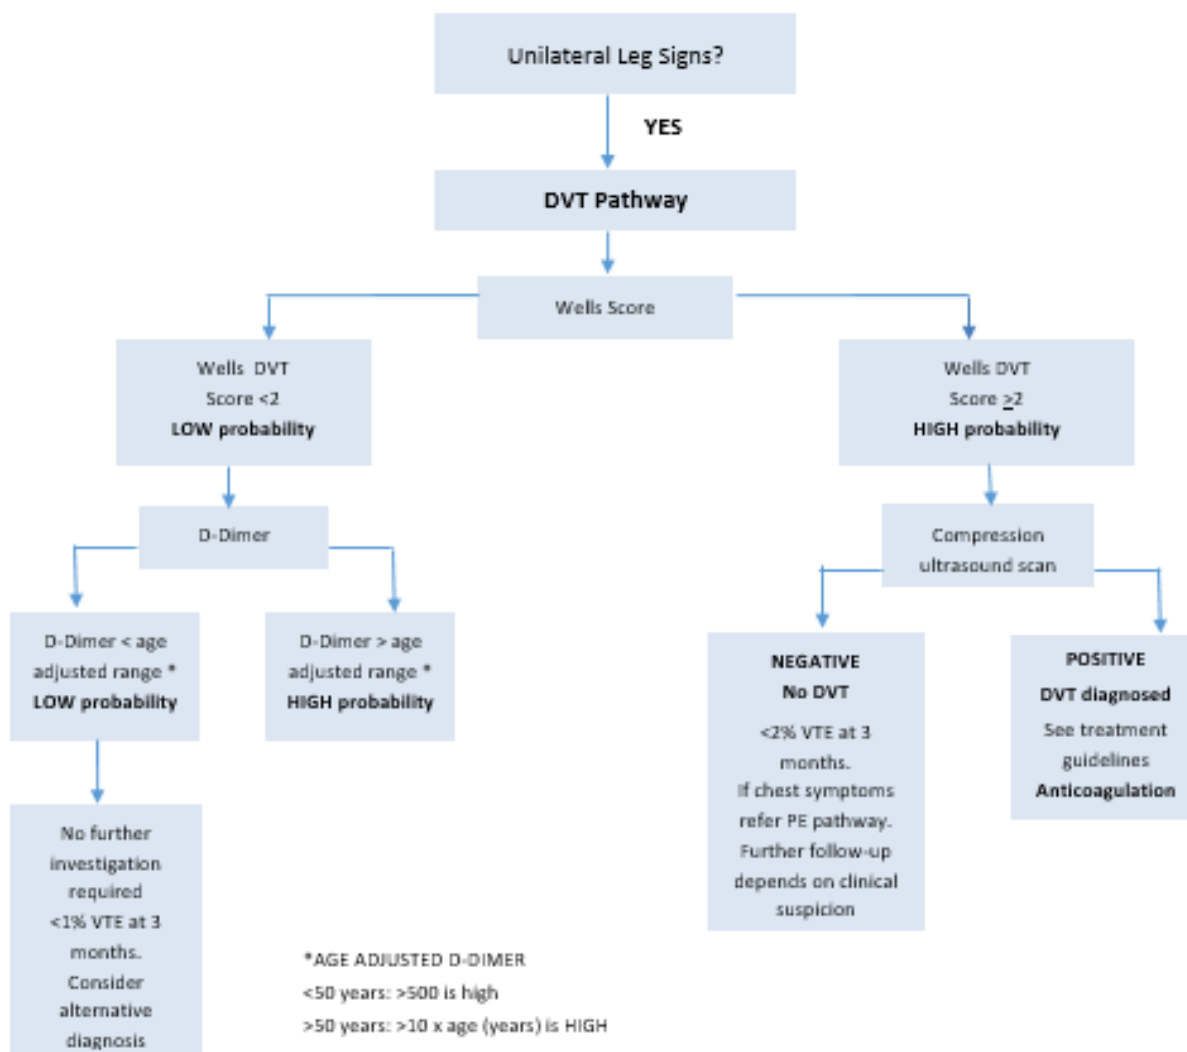 Unilateral Leg Signs?
YES
DVT Pathway
Wells Score
Wells DVT
Score <2
LOW probability
Wells DVT
Score ≥2
HIGH probability
D-Dimer
Compression
ultrasound scan
D-Dimer < age
adjusted range *
LOW probability
D-Dimer > age
adjusted range *
HIGH probability
NEGATIVE
No DVT
<2% VTE at 3
months.
If chest symptoms
refer PE pathway.
Further follow-up
depends on clinical
suspicion
POSITIVE
DVT diagnosed
See treatment
guidelines
Anticoagulation
No further
investigation
required
<1% VTE at 3
months.
Consider
alternative
diagnosis
*AGE ADJUSTED D-DIMER
<50 years: >500 is high
>50 years: >10 x age (years) is HIGH